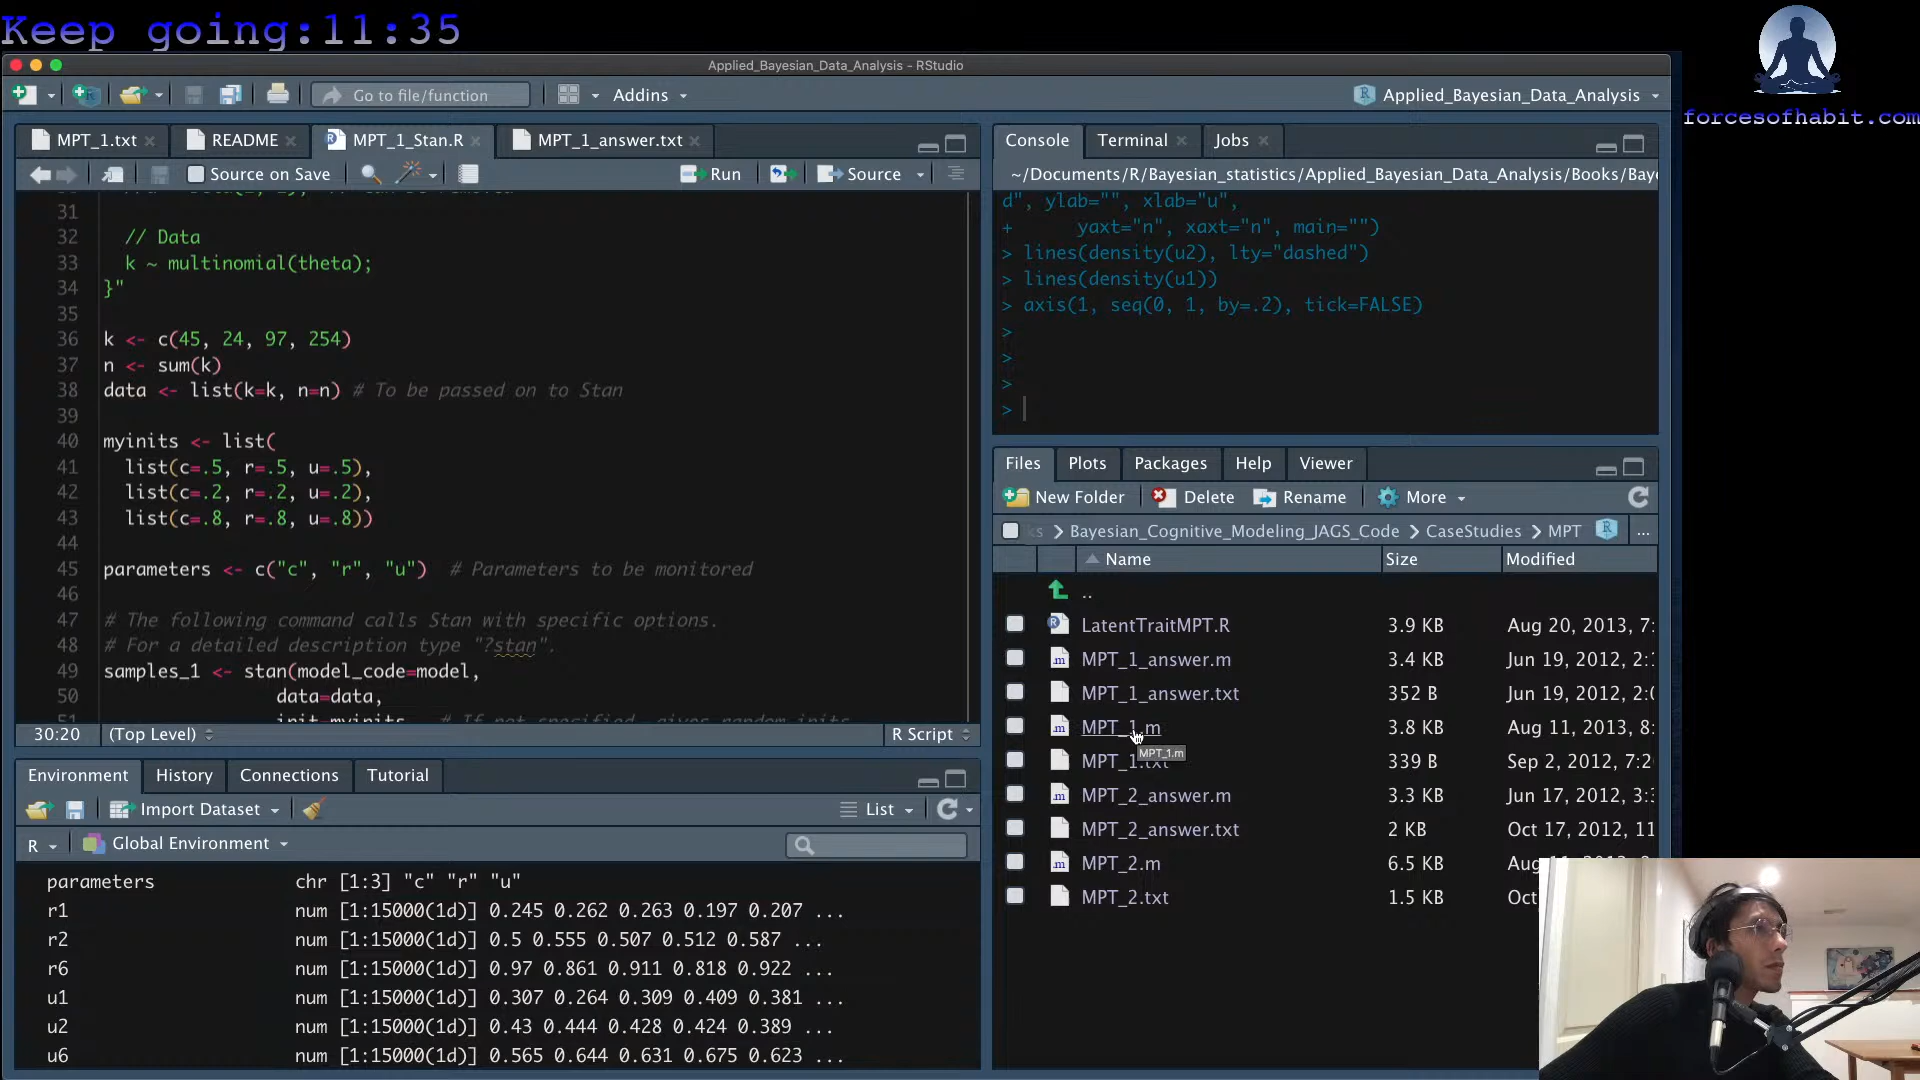 Keep going:11:35
forcesofhabit.com
Applied_Bayesian_Data_Analysis - RStudio
Go to file/function
Addins
Applied_Bayesian_Data_Analysis
MPT_1.txt
README
MPT_1_Stan.R
MPT_1_answer.txt
Source on Save
Run
Source
31
32 // Data
33 k ~ multinomial(theta);
34 }"
35
36 k <- c(45, 24, 97, 254)
37 n <- sum(k)
38 data <- list(k=k, n=n) # To be passed on to Stan
39
40 myinits <- list(
41 list(c=.5, r=.5, u=.5),
42 list(c=.2, r=.2, u=.2),
43 list(c=.8, r=.8, u=.8))
44
45 parameters <- c("c", "r", "u") # Parameters to be monitored
46
47 # The following command calls Stan with specific options.
48 # For a detailed description type "?stan".
49 samples_1 <- stan(model_code=model,
50 data=data,
30:20 (Top Level) R Script
Console
Terminal
Jobs
~/Documents/R/Bayesian_statistics/Applied_Bayesian_Data_Analysis/Books/Baye
d", ylab="", xlab="u",
+ yaxt="n", xaxt="n", main="")
> lines(density(u2), lty="dashed")
> lines(density(u1))
> axis(1, seq(0, 1, by=.2), tick=FALSE)
>
>
>
>
Files
Plots
Packages
Help
Viewer
New Folder
Delete
Rename
More
ks > Bayesian_Cognitive_Modeling_JAGS_Code > CaseStudies > MPT ...
Name Size Modified
..
LatentTraitMPT.R 3.9 KB Aug 20, 2013, 7:
MPT_1_answer.m 3.4 KB Jun 19, 2012, 2:
MPT_1_answer.txt 352 B Jun 19, 2012, 2:0
MPT_1.m 3.8 KB Aug 11, 2013, 8:
MPT_1.m
MPT_1.txt 339 B Sep 2, 2012, 7:2
MPT_2_answer.m 3.3 KB Jun 17, 2012, 3:
MPT_2_answer.txt 2 KB Oct 17, 2012, 11
MPT_2.m 6.5 KB Aug
MPT_2.txt 1.5 KB Oct
Environment
History
Connections
Tutorial
Import Dataset
List
R
Global Environment
parameters chr [1:3] "c" "r" "u"
r1 num [1:15000(1d)] 0.245 0.262 0.263 0.197 0.207 ...
r2 num [1:15000(1d)] 0.5 0.555 0.507 0.512 0.587 ...
r6 num [1:15000(1d)] 0.97 0.861 0.911 0.818 0.922 ...
u1 num [1:15000(1d)] 0.307 0.264 0.309 0.409 0.381 ...
u2 num [1:15000(1d)] 0.43 0.444 0.428 0.424 0.389 ...
u6 num [1:15000(1d)] 0.565 0.644 0.631 0.675 0.623 ...